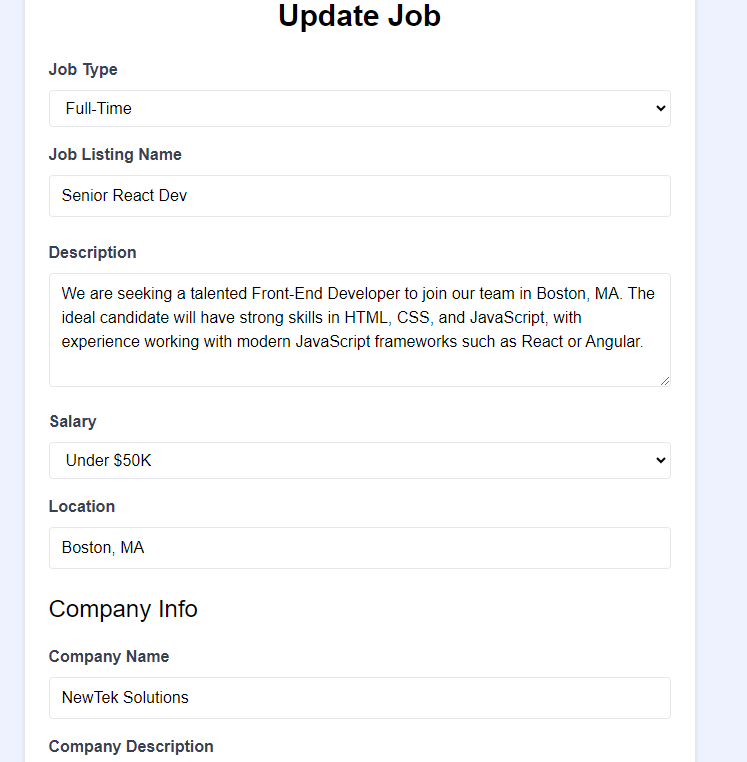 Update Job
Job Type
Full-Time
Job Listing Name
Senior React Dev
Description
We are seeking a talented Front-End Developer to join our team in Boston, MA. The
ideal candidate will have strong skills in HTML, CSS, and JavaScript, with
experience working with modern JavaScript frameworks such as React or Angular.
Salary
Under $50K
Location
Boston, MA
Company Info
Company Name
NewTek Solutions
Company Description